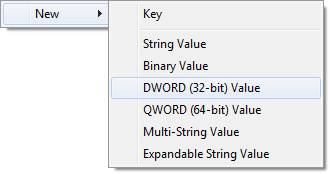 New
Key
String Value
Binary Value
DWORD (32-bit) Value
QWORD (64-bit) Value
Multi-String Value
Expandable String Value